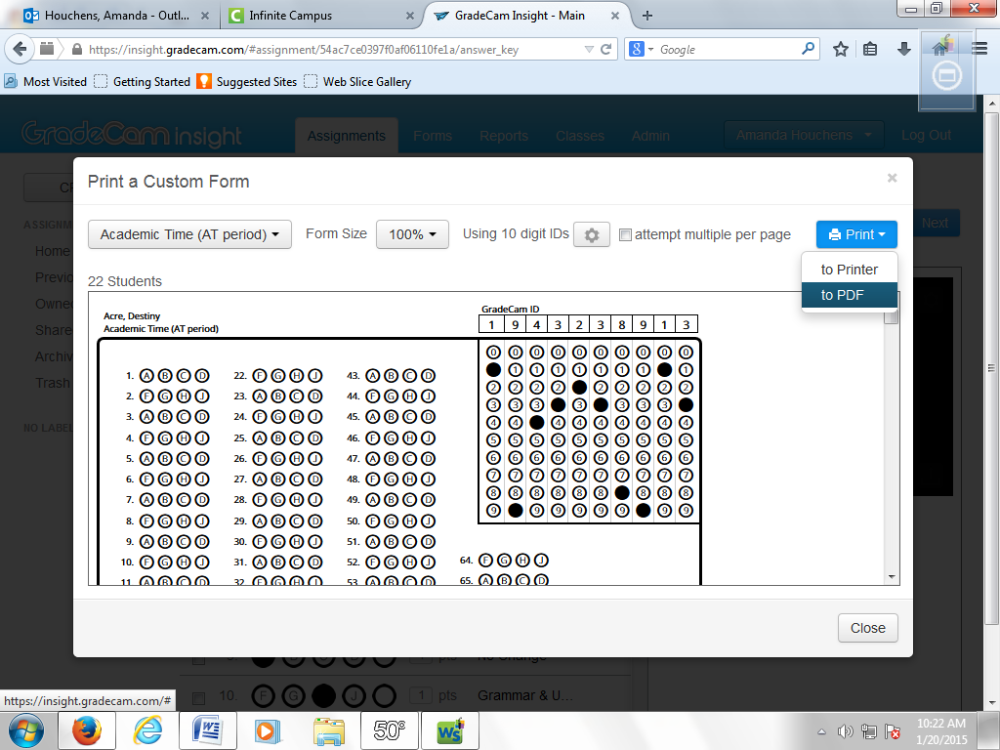 Houchens, Amanda - Outl...
Infinite Campus
GradeCam Insight - Main
https://insight.gradecam.com/#assignment/54ac7ce0397f0af06110fe1a/answer_key
Google
Most Visited Getting Started Suggested Sites Web Slice Gallery
GradeCam insight
Assignments Forms Reports Classes Admin Amanda Houchens Log Out
Print a Custom Form ×
Academic Time (AT period) Form Size 100% Using 10 digit IDs attempt multiple per page Print
to Printer
to PDF
Next
Home
Trash
22 Students
Acre, Destiny
Academic Time (AT period)
GradeCam ID
1 9 4 3 2 3 8 9 1 3
0 0 0 0 0 0 0 0 0 0
1 1 1 1 1 1 1 1
2 2 2 2 2 2 2 2 2
3 3 3 3 3 3 3
4 4 4 4 4 4 4 4 4
5 5 5 5 5 5 5 5 5 5
6 6 6 6 6 6 6 6 6 6
7 7 7 7 7 7 7 7 7 7
8 8 8 8 8 8 8 8 8
9 9 9 9 9 9 9 9
1. A B C D 22. F G H J 43. A B C D
2. F G H J 23. A B C D 44. F G H J
3. A B C D 24. F G H J 45. A B C D
4. F G H J 25. A B C D 46. F G H J
5. A B C D 26. F G H J 47. A B C D
6. F G H J 27. A B C D 48. F G H J
7. A B C D 28. F G H J 49. A B C D
8. F G H J 29. A B C D 50. F G H J
9. A B C D 30. F G H J 51. A B C D
10. F G H J 31. A B C D 52. F G H J 64. F G H J
11. A B C D 32. F G H J 53. A B C D 65. A B C D
Close
No Change
10. F G J 1 pts Grammar & U...
https://insight.gradecam.com/#
50°
10:22 AM
1/20/2015